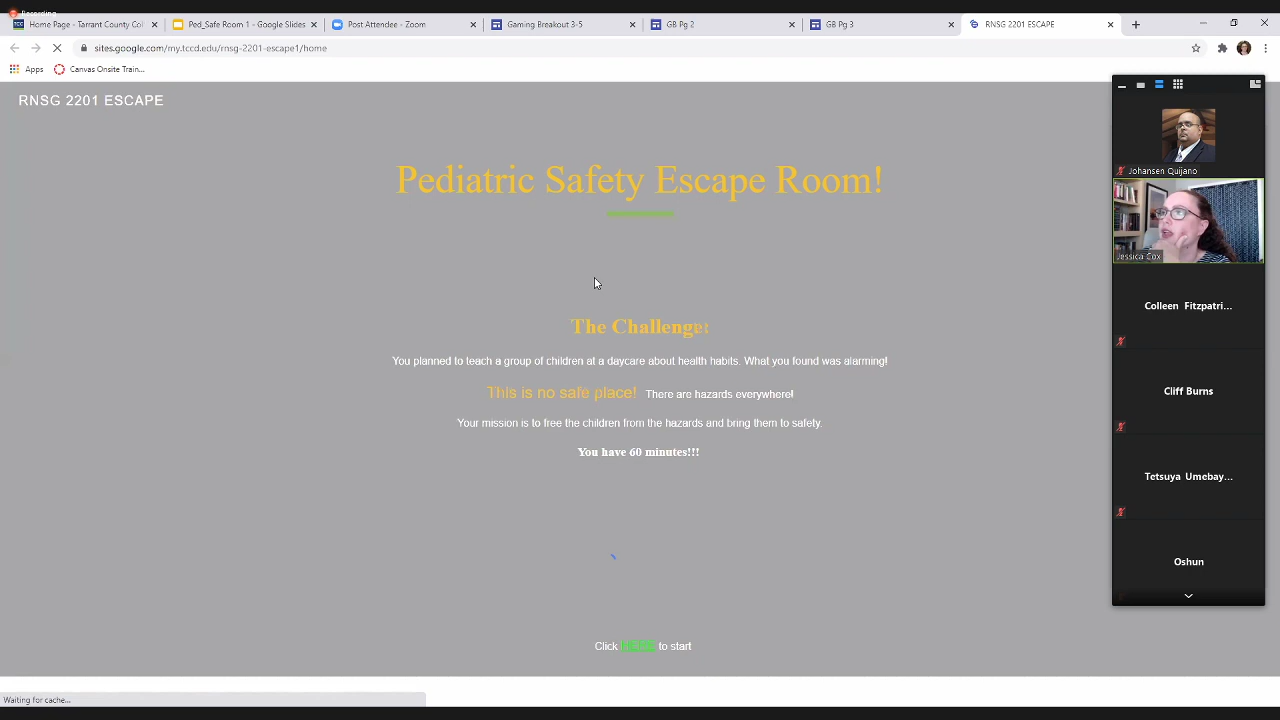 Recording
Home Page - Tarrant County Coll
Ped_Safe Room 1 - Google Slides
Post Attendee - Zoom
Gaming Breakout 3-5
GB Pg 2
GB Pg 3
RNSG 2201 ESCAPE
sites.google.com/my.tccd.edu/rnsg-2201-escape1/home
Apps
Canvas Onsite Train...
RNSG 2201 ESCAPE
Pediatric Safety Escape Room!
The Challenge!
You planned to teach a group of children at a daycare about health habits. What you found was alarming!
This is no safe place! There are hazards everywhere!
Your mission is to free the children from the hazards and bring them to safety.
You have 60 minutes!!!
Click HERE to start
Waiting for cache...
Johansen Quijano
Jessica Cox
Colleen Fitzpatri...
Cliff Burns
Tetsuya Umebay...
Oshun